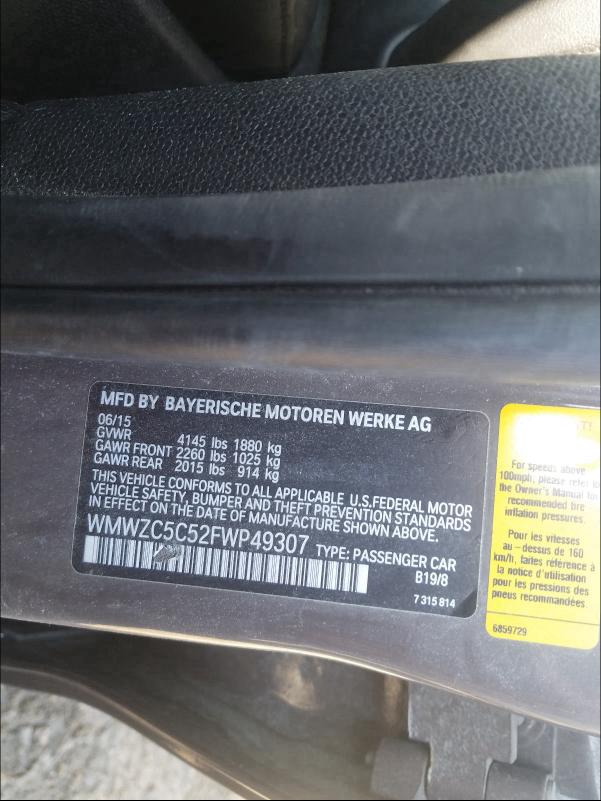 MFD BY BAYERISCHE MOTOREN WERKE AG
06/15
GVWR 4145 lbs 1880 kg
GAWR FRONT 2260 lbs 1025 kg
GAWR REAR 2015 lbs 914 kg
THIS VEHICLE CONFORMS TO ALL APPLICABLE U.S.FEDERAL MOTOR
VEHICLE SAFETY, BUMPER AND THEFT PREVENTION STANDARDS
IN EFFECT ON THE DATE OF MANUFACTURE SHOWN ABOVE.
WMWZC5C52FWP49307 TYPE: PASSENGER CAR
B19/8
7 315 814
For speeds above
100mph, please refer
the Owner's Manual for
recommended tire
inflation pressures.
Pour les vitesses
au – dessus de 160
km/h, faites référence à
la notice d'utilisation
pour les pressions des
pneus recommandées.
6859729